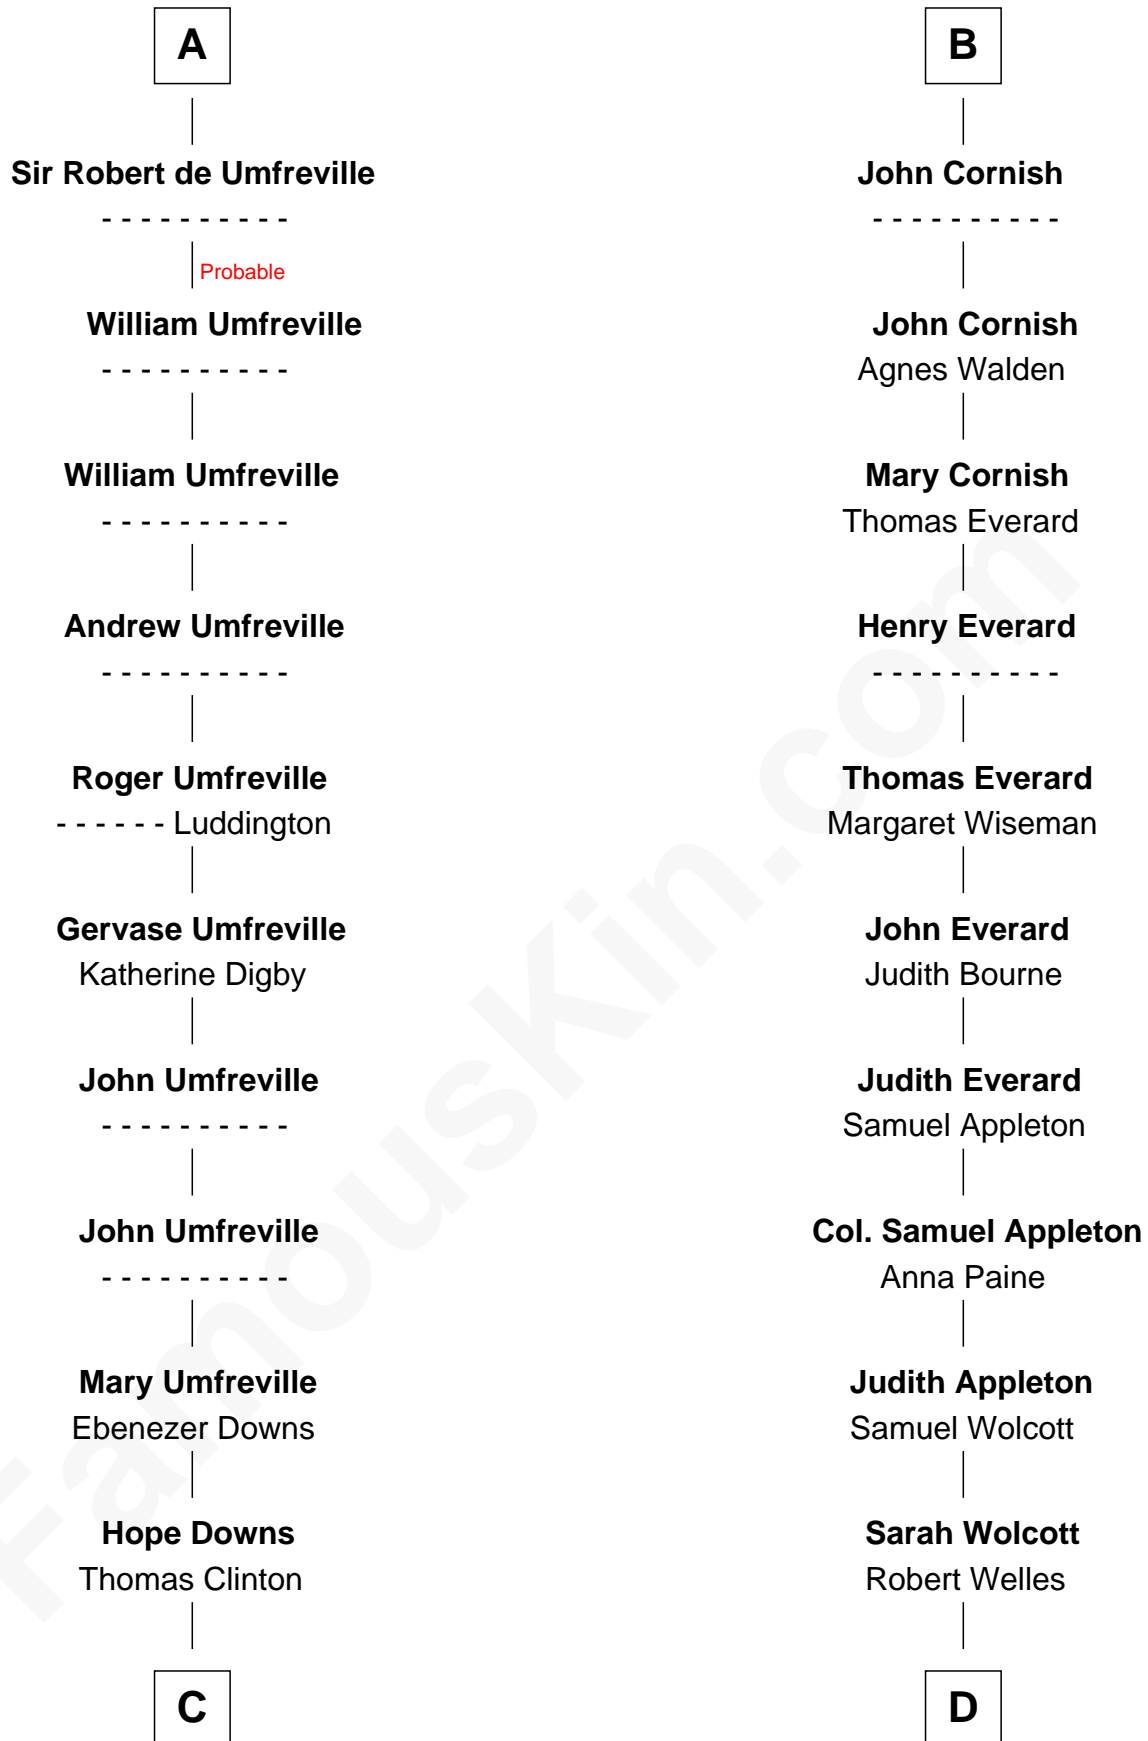 A
Sir Robert de Umfreville
- - - - - - - - - -
Probable
William Umfreville
- - - - - - - - - -
William Umfreville
- - - - - - - - - -
Andrew Umfreville
- - - - - - - - - -
Roger Umfreville
- - - - - - Luddington
Gervase Umfreville
Katherine Digby
John Umfreville
- - - - - - - - - -
John Umfreville
- - - - - - - - - -
Mary Umfreville
Ebenezer Downs
Hope Downs
Thomas Clinton
C
B
John Cornish
- - - - - - - - - -
John Cornish
Agnes Walden
Mary Cornish
Thomas Everard
Henry Everard
- - - - - - - - - -
Thomas Everard
Margaret Wiseman
John Everard
Judith Bourne
Judith Everard
Samuel Appleton
Col. Samuel Appleton
Anna Paine
Judith Appleton
Samuel Wolcott
Sarah Wolcott
Robert Welles
D
FamousKin.com